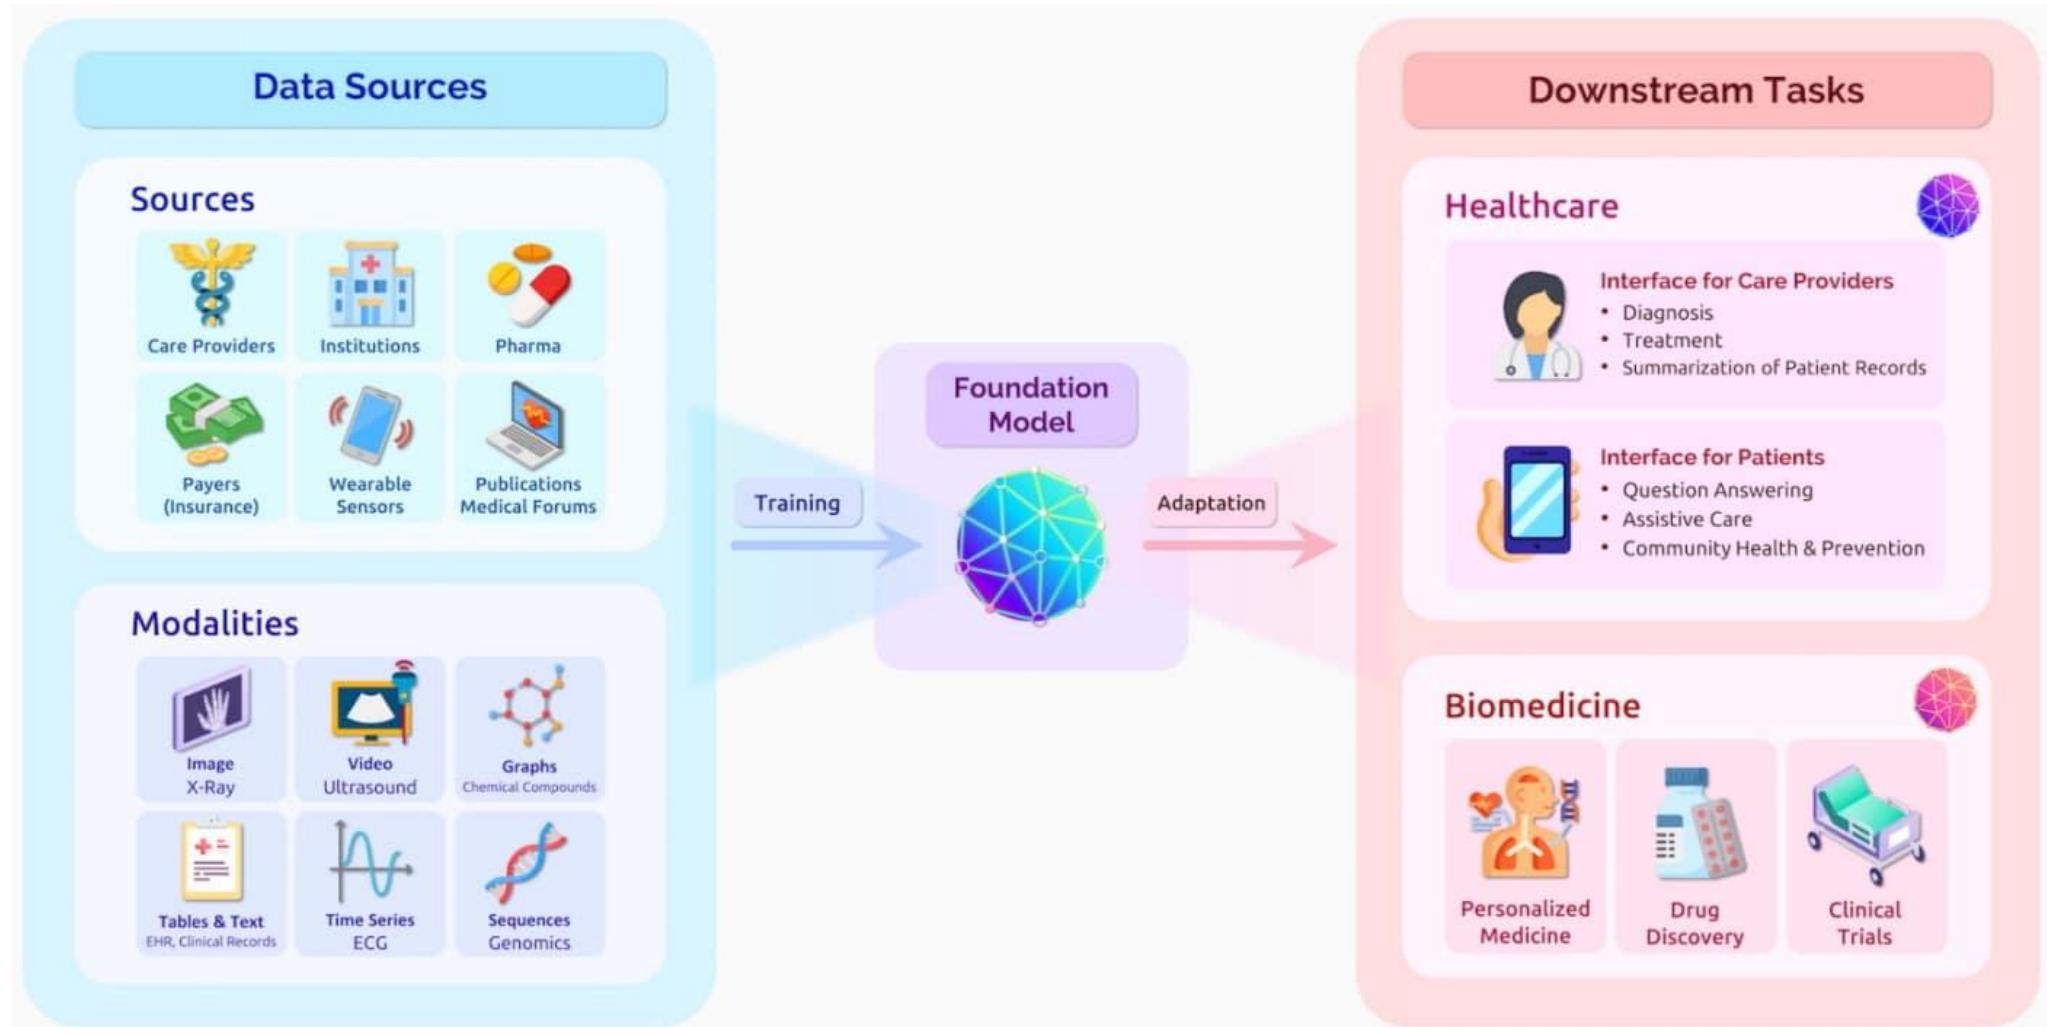 Data Sources
Sources
Care Providers
Institutions
Pharma
Payers
(Insurance)
Wearable
Sensors
Publications
Medical Forums
Modalities
Image
X-Ray
Video
Ultrasound
Graphs
Chemical Compounds
Tables & Text
EHR, Clinical Records
Time Series
ECG
Sequences
Genomics
Training
Foundation
Model
Adaptation
Downstream Tasks
Healthcare
Interface for Care Providers
• Diagnosis
• Treatment
• Summarization of Patient Records
Interface for Patients
• Question Answering
• Assistive Care
• Community Health & Prevention
Biomedicine
Personalized
Medicine
Drug
Discovery
Clinical
Trials